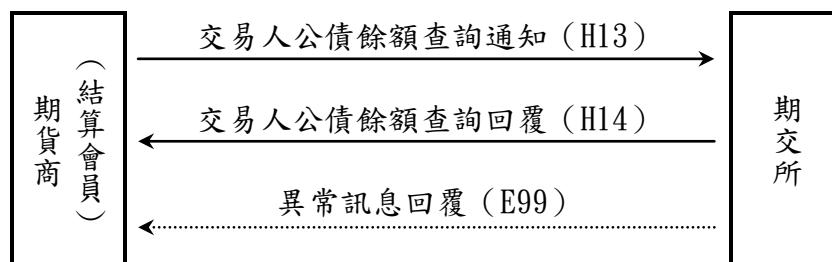 期貨商
（結算會員）
交易人公債餘額查詢通知（H13）
交易人公債餘額查詢回覆（H14）
異常訊息回覆（E99）
期交所